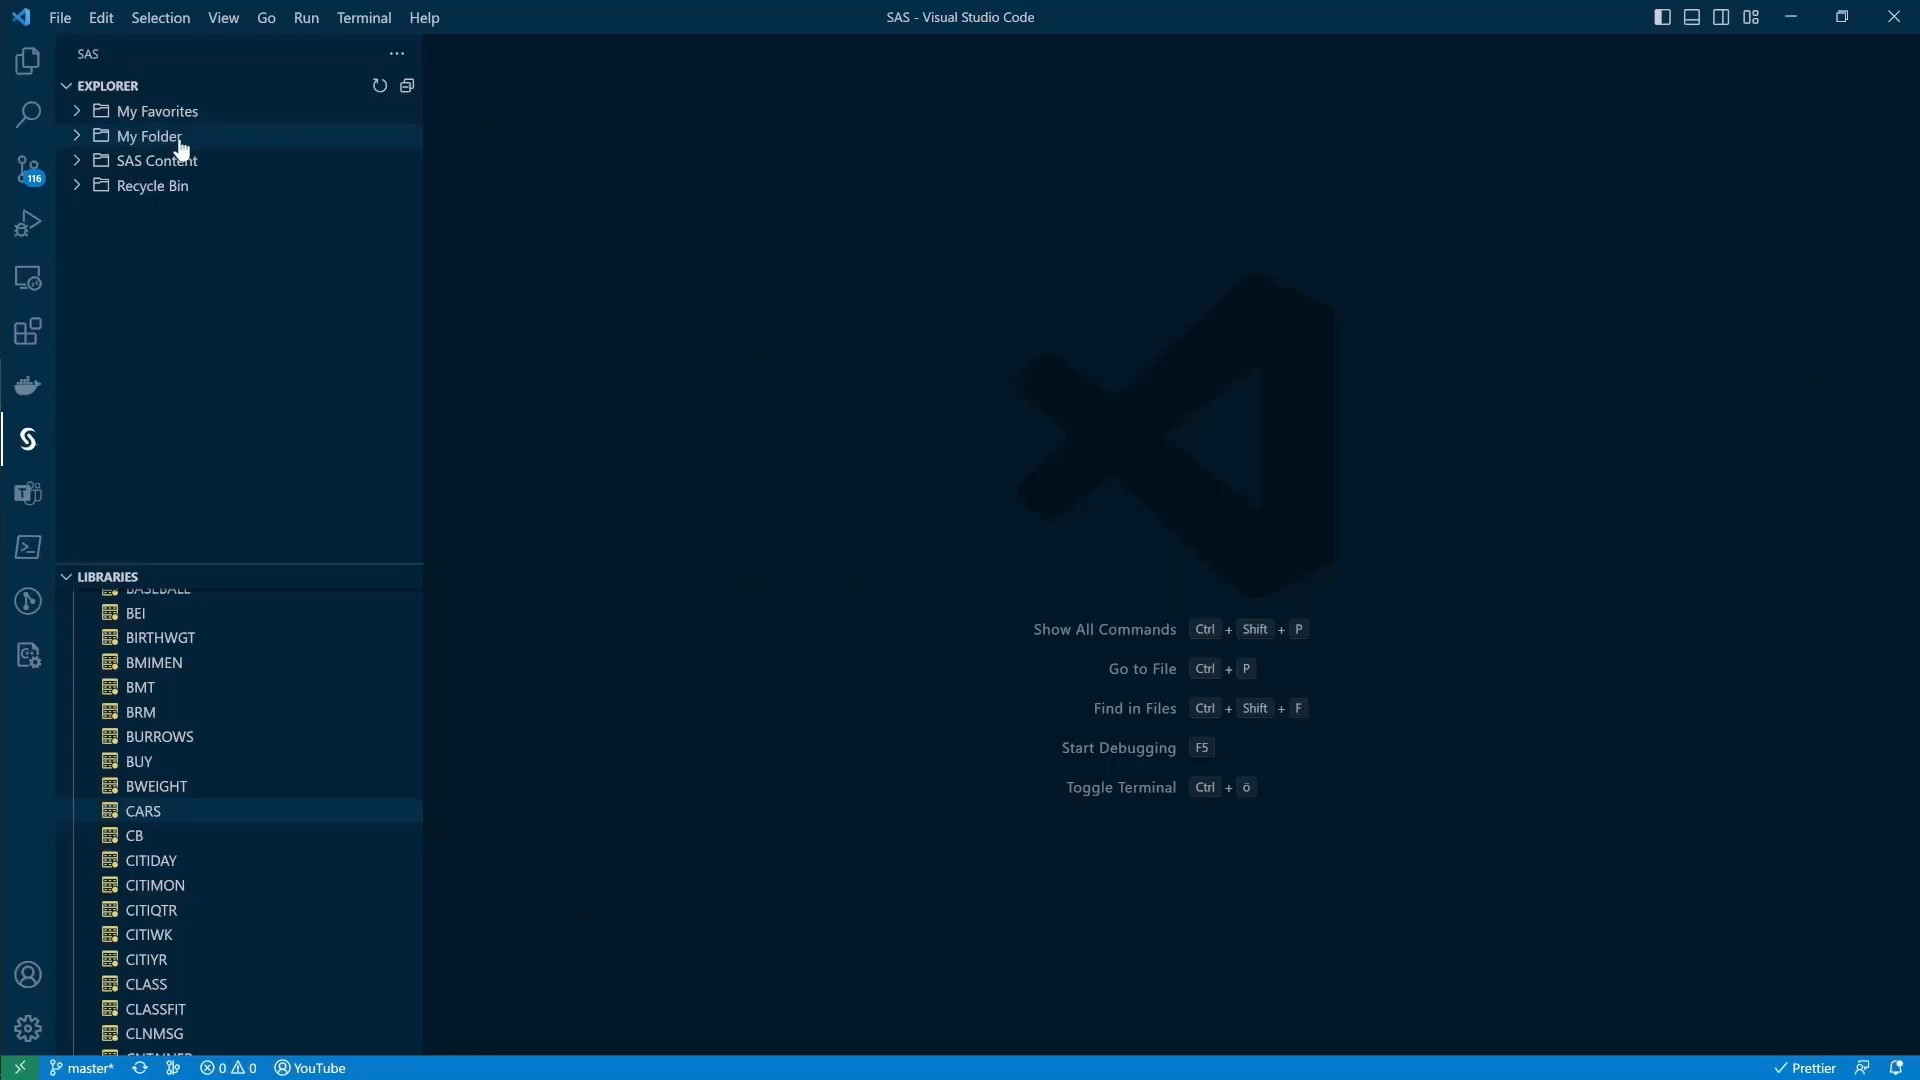 File Edit Selection View Go Run Terminal Help
SAS - Visual Studio Code
SAS
EXPLORER
My Favorites
My Folder
SAS Content
Recycle Bin
116
LIBRARIES
BASEBALL
BEI
BIRTHWGT
BMIMEN
BMT
BRM
BURROWS
BUY
BWEIGHT
CARS
CB
CITIDAY
CITIMON
CITIQTR
CITIWK
CITIYR
CLASS
CLASSFIT
CLNMSG
CNTAINER
Show All Commands Ctrl + Shift + P
Go to File Ctrl + P
Find in Files Ctrl + Shift + F
Start Debugging F5
Toggle Terminal Ctrl + ö
master* 0 0 YouTube
Prettier